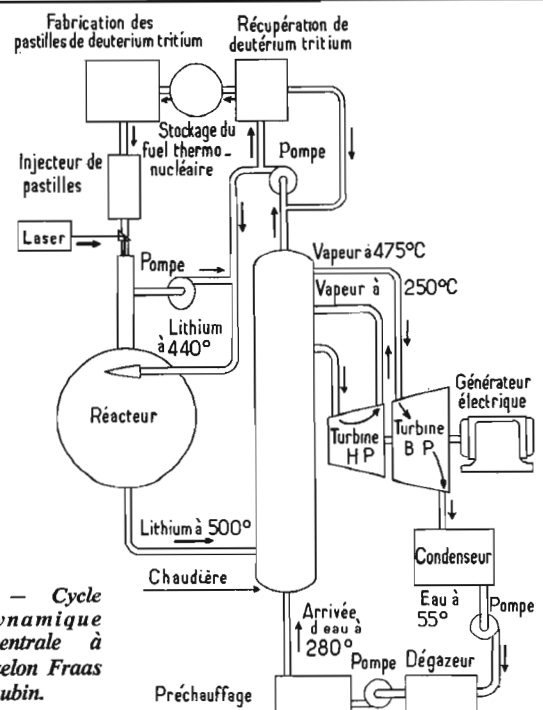 Fabrication des
pastilles de deuterium tritium
Récupération de
deutérium tritium
Stockage du
fuel thermo-
nucléaire
Pompe
Injecteur de
pastilles
Laser
Pompe
Vapeur à 475°C
Vapeur à
250°C
Lithium
à 440°
Réacteur
Générateur
électrique
Turbine
HP
Turbine
BP
Lithium à 500°
Condenseur
Chaudière
Eau à
55°
Pompe
— Cycle
ynamique
entrale à
elon Fraas
ubin.
Arrivée
d'eau à
280°
Pompe
Dégazeur
Préchauffage